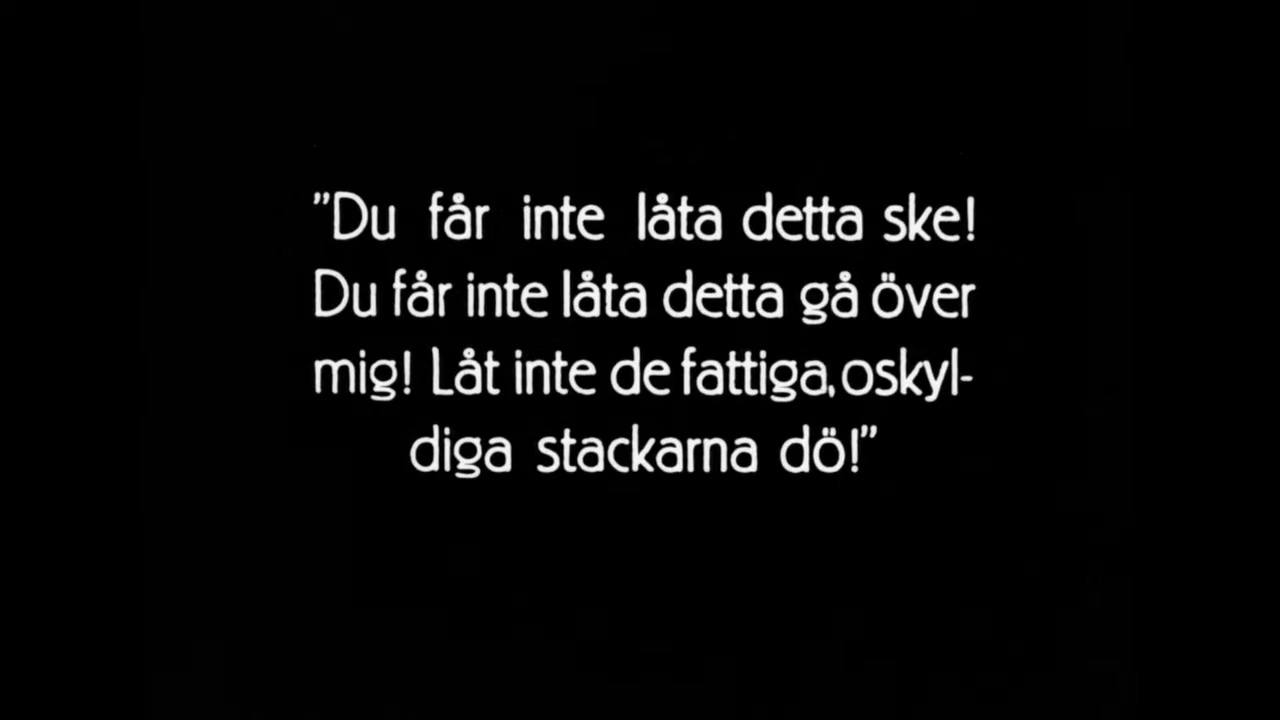 ”Du får inte låta detta ske!
Du får inte låta detta gå över
mig! Låt inte de fattiga, oskyl-
diga stackarna dö!”